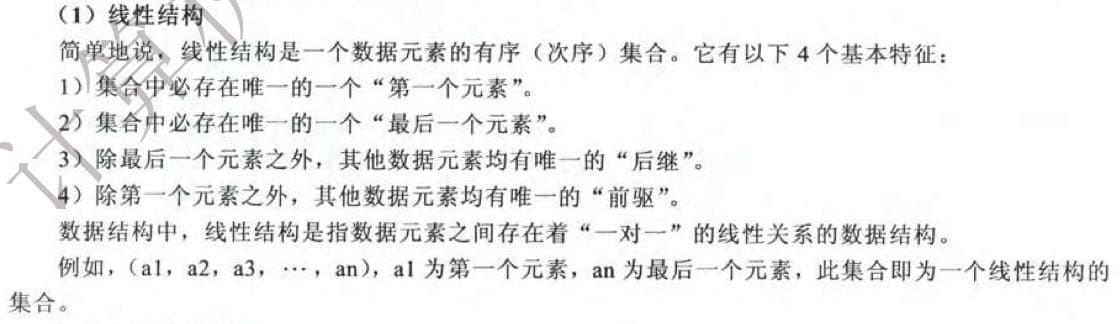 （1）线性结构
简单地说，线性结构是一个数据元素的有序（次序）集合。它有以下 4 个基本特征：
1）集合中必存在唯一的一个“第一个元素”。
2）集合中必存在唯一的一个“最后一个元素”。
3）除最后一个元素之外，其他数据元素均有唯一的“后继”。
4）除第一个元素之外，其他数据元素均有唯一的“前驱”。
数据结构中，线性结构是指数据元素之间存在着“一对一”的线性关系的数据结构。
例如，（a1，a2，a3，…，an），a1 为第一个元素，an 为最后一个元素，此集合即为一个线性结构的
集合。
计算机